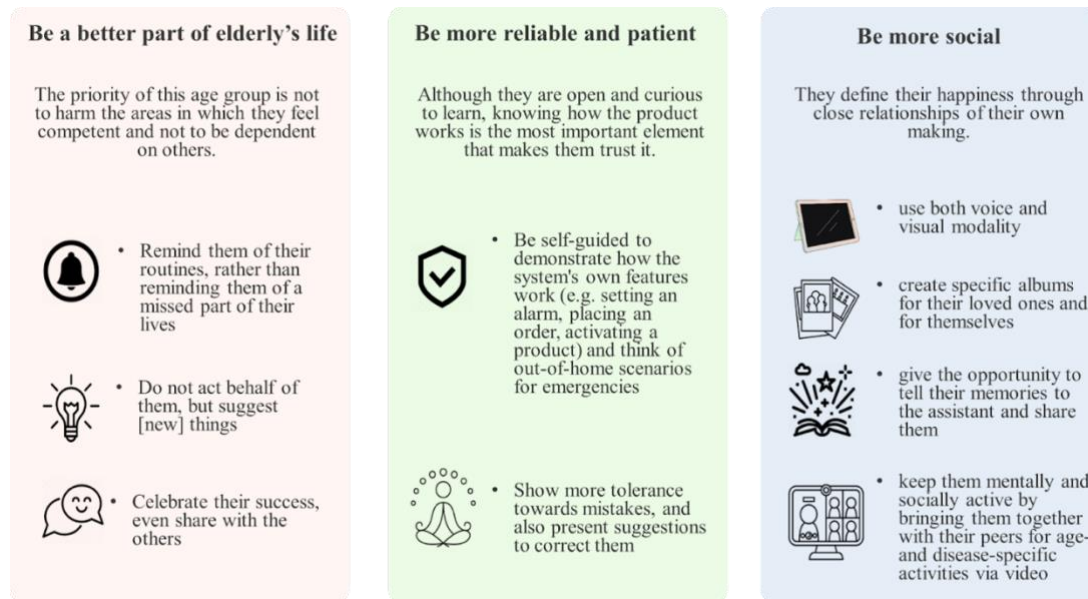 Be a better part of elderly's life
The priority of this age group is not
to harm the areas in which they feel
competent and not to be dependent
on others.
• Remind them of their
routines, rather than
reminding them of a
missed part of their
lives
• Do not act behalf of
them, but suggest
[new] things
• Celebrate their success,
even share with the
others
Be more reliable and patient
Although they are open and curious
to learn, knowing how the product
works is the most important element
that makes them trust it.
• Be self-guided to
demonstrate how the
system's own features
work (e.g. setting an
alarm, placing an
order, activating a
product) and think of
out-of-home scenarios
for emergencies
• Show more tolerance
towards mistakes, and
also present suggestions
to correct them
Be more social
They define their happiness through
close relationships of their own
making.
• use both voice and
visual modality
• create specific albums
for their loved ones and
for themselves
• give the opportunity to
tell their memories to
the assistant and share
them
• keep them mentally and
socially active by
bringing them together
with their peers for age-
and disease-specific
activities via video